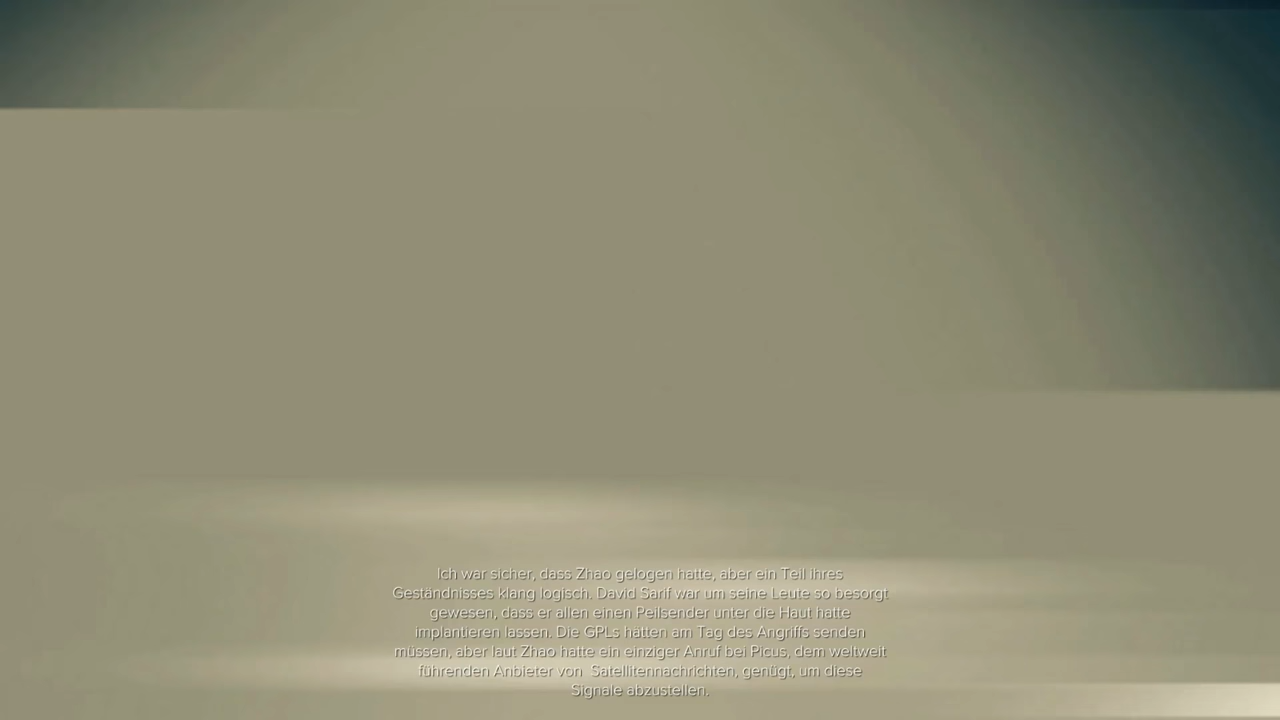 Ich war sicher, dass Zhao gelogen hatte, aber ein Teil ihres
Geständnisses klang logisch. David Sarif war um seine Leute so besorgt
gewesen, dass er allen einen Peilsender unter die Haut hatte
implantieren lassen. Die GPLs hätten am Tag des Angriffs senden
müssen, aber laut Zhao hatte ein einziger Anruf bei Picus, dem weltweit
führenden Anbieter von  Satellitennachrichten, genügt, um diese
Signale abzustellen.